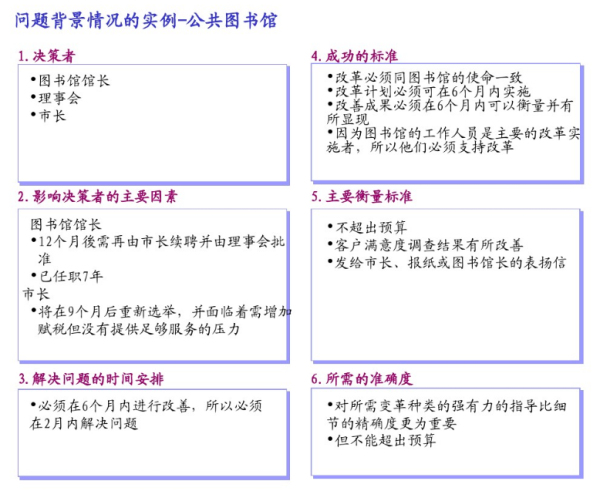 问题背景情况的实例-公共图书馆
1.决策者
•图书馆馆长
•理事会
•市长
2.影响决策者的主要因素
图书馆馆长
•12个月後需再由市长续聘并由理事会批
准
•已任职7年
市长
•将在9个月后重新选举，并面临着需增加
赋税但没有提供足够服务的压力
3.解决问题的时间安排
•必须在6个月内进行改善，所以必须
在2月内解决问题
4.成功的标准
•改革必须同图书馆的使命一致
•改革计划必须可在6个月内实施
•改善成果必须在6个月内可以衡量并有
所显现
•因为图书馆的工作人员是主要的改革实
施者，所以他们必须支持改革
5.主要衡量标准
•不超出预算
•客户满意度调查结果有所改善
•发给市长、报纸或图书馆长的表扬信
6.所需的准确度
•对所需变革种类的强有力的指导比细
节的精确度更为重要
•但不能超出预算